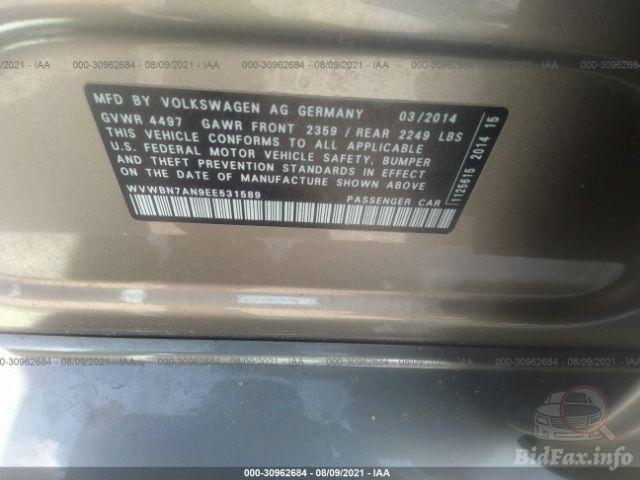 000-30962684 - 08/09/2021 - IAA
MFD BY VOLKSWAGEN AG GERMANY 03/2014
GVWR 4497 GAWR FRONT 2359 / REAR 2249 LBS
THIS VEHICLE CONFORMS TO ALL APPLICABLE
U.S. FEDERAL MOTOR VEHICLE SAFETY, BUMPER
AND THEFT PREVENTION STANDARDS IN EFFECT
ON THE DATE OF MANUFACTURE SHOWN ABOVE
WVWBN7AN9EE531589
PASSENGER CAR
1125615 2014 15
000-30962684 - 08/09/2021 - IAA
000-30962684 - 08/09/2021 - IAA
BidFax.info